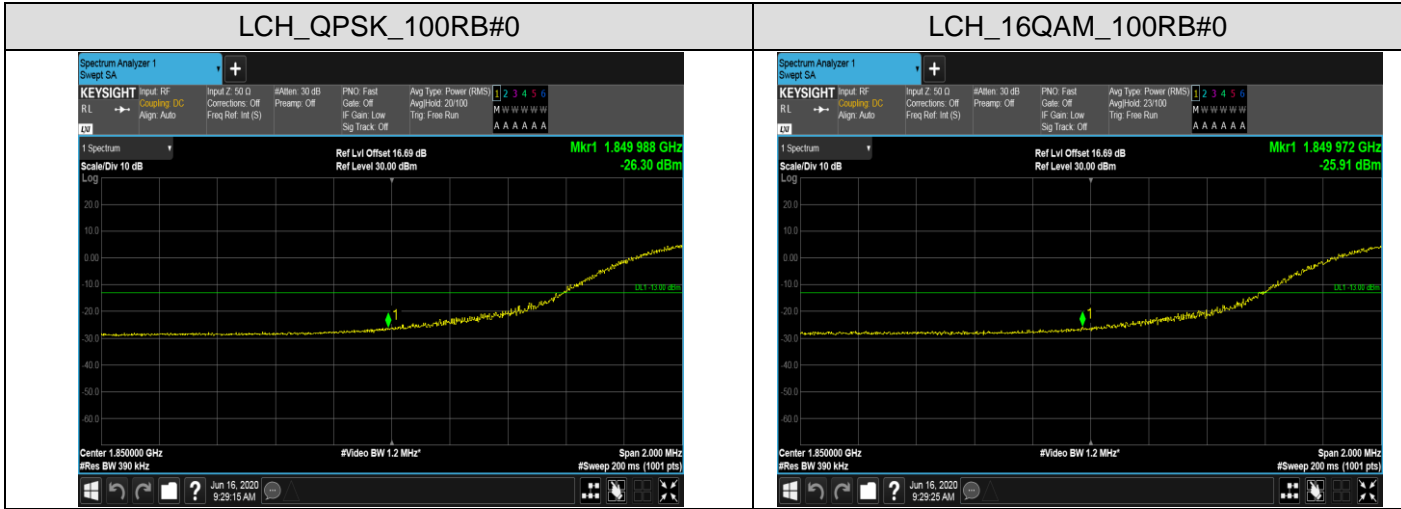 LCH_QPSK_100RB#0
LCH_16QAM_100RB#0
Spectrum Analyzer 1
Swept SA
+
KEYSIGHT Input: RF Input Z: 50 Ω #Atten: 30 dB PNO: Fast Avg Type: Power (RMS) 1 2 3 4 5 6
RL Coupling: DC Corrections: Off Preamp: Off Gate: Off Avg|Hold: 20/100 M W W W W W
Align: Auto Freq Ref: Int (S) IF Gain: Low Trig: Free Run
LXI Sig Track: Off A A A A A A
1 Spectrum
Scale/Div 10 dB
Ref Lvl Offset 16.69 dB
Ref Level 30.00 dBm
Mkr1 1.849 988 GHz
-26.30 dBm
Log
20.0
10.0
0.00
-10.0
DL1 -13.00 dBm
1
-20.0
-30.0
-40.0
-50.0
-60.0
Center 1.850000 GHz #Video BW 1.2 MHz* Span 2.000 MHz
#Res BW 390 kHz #Sweep 200 ms (1001 pts)
? Jun 16, 2020
9:29:15 AM
Spectrum Analyzer 1
Swept SA
+
KEYSIGHT Input: RF Input Z: 50 Ω #Atten: 30 dB PNO: Fast Avg Type: Power (RMS) 1 2 3 4 5 6
RL Coupling: DC Corrections: Off Preamp: Off Gate: Off Avg|Hold: 23/100 M W W W W W
Align: Auto Freq Ref: Int (S) IF Gain: Low Trig: Free Run
LXI Sig Track: Off A A A A A A
1 Spectrum
Scale/Div 10 dB
Ref Lvl Offset 16.69 dB
Ref Level 30.00 dBm
Mkr1 1.849 972 GHz
-25.91 dBm
Log
20.0
10.0
0.00
-10.0
DL1 -13.00 dBm
1
-20.0
-30.0
-40.0
-50.0
-60.0
Center 1.850000 GHz #Video BW 1.2 MHz* Span 2.000 MHz
#Res BW 390 kHz #Sweep 200 ms (1001 pts)
? Jun 16, 2020
9:29:25 AM